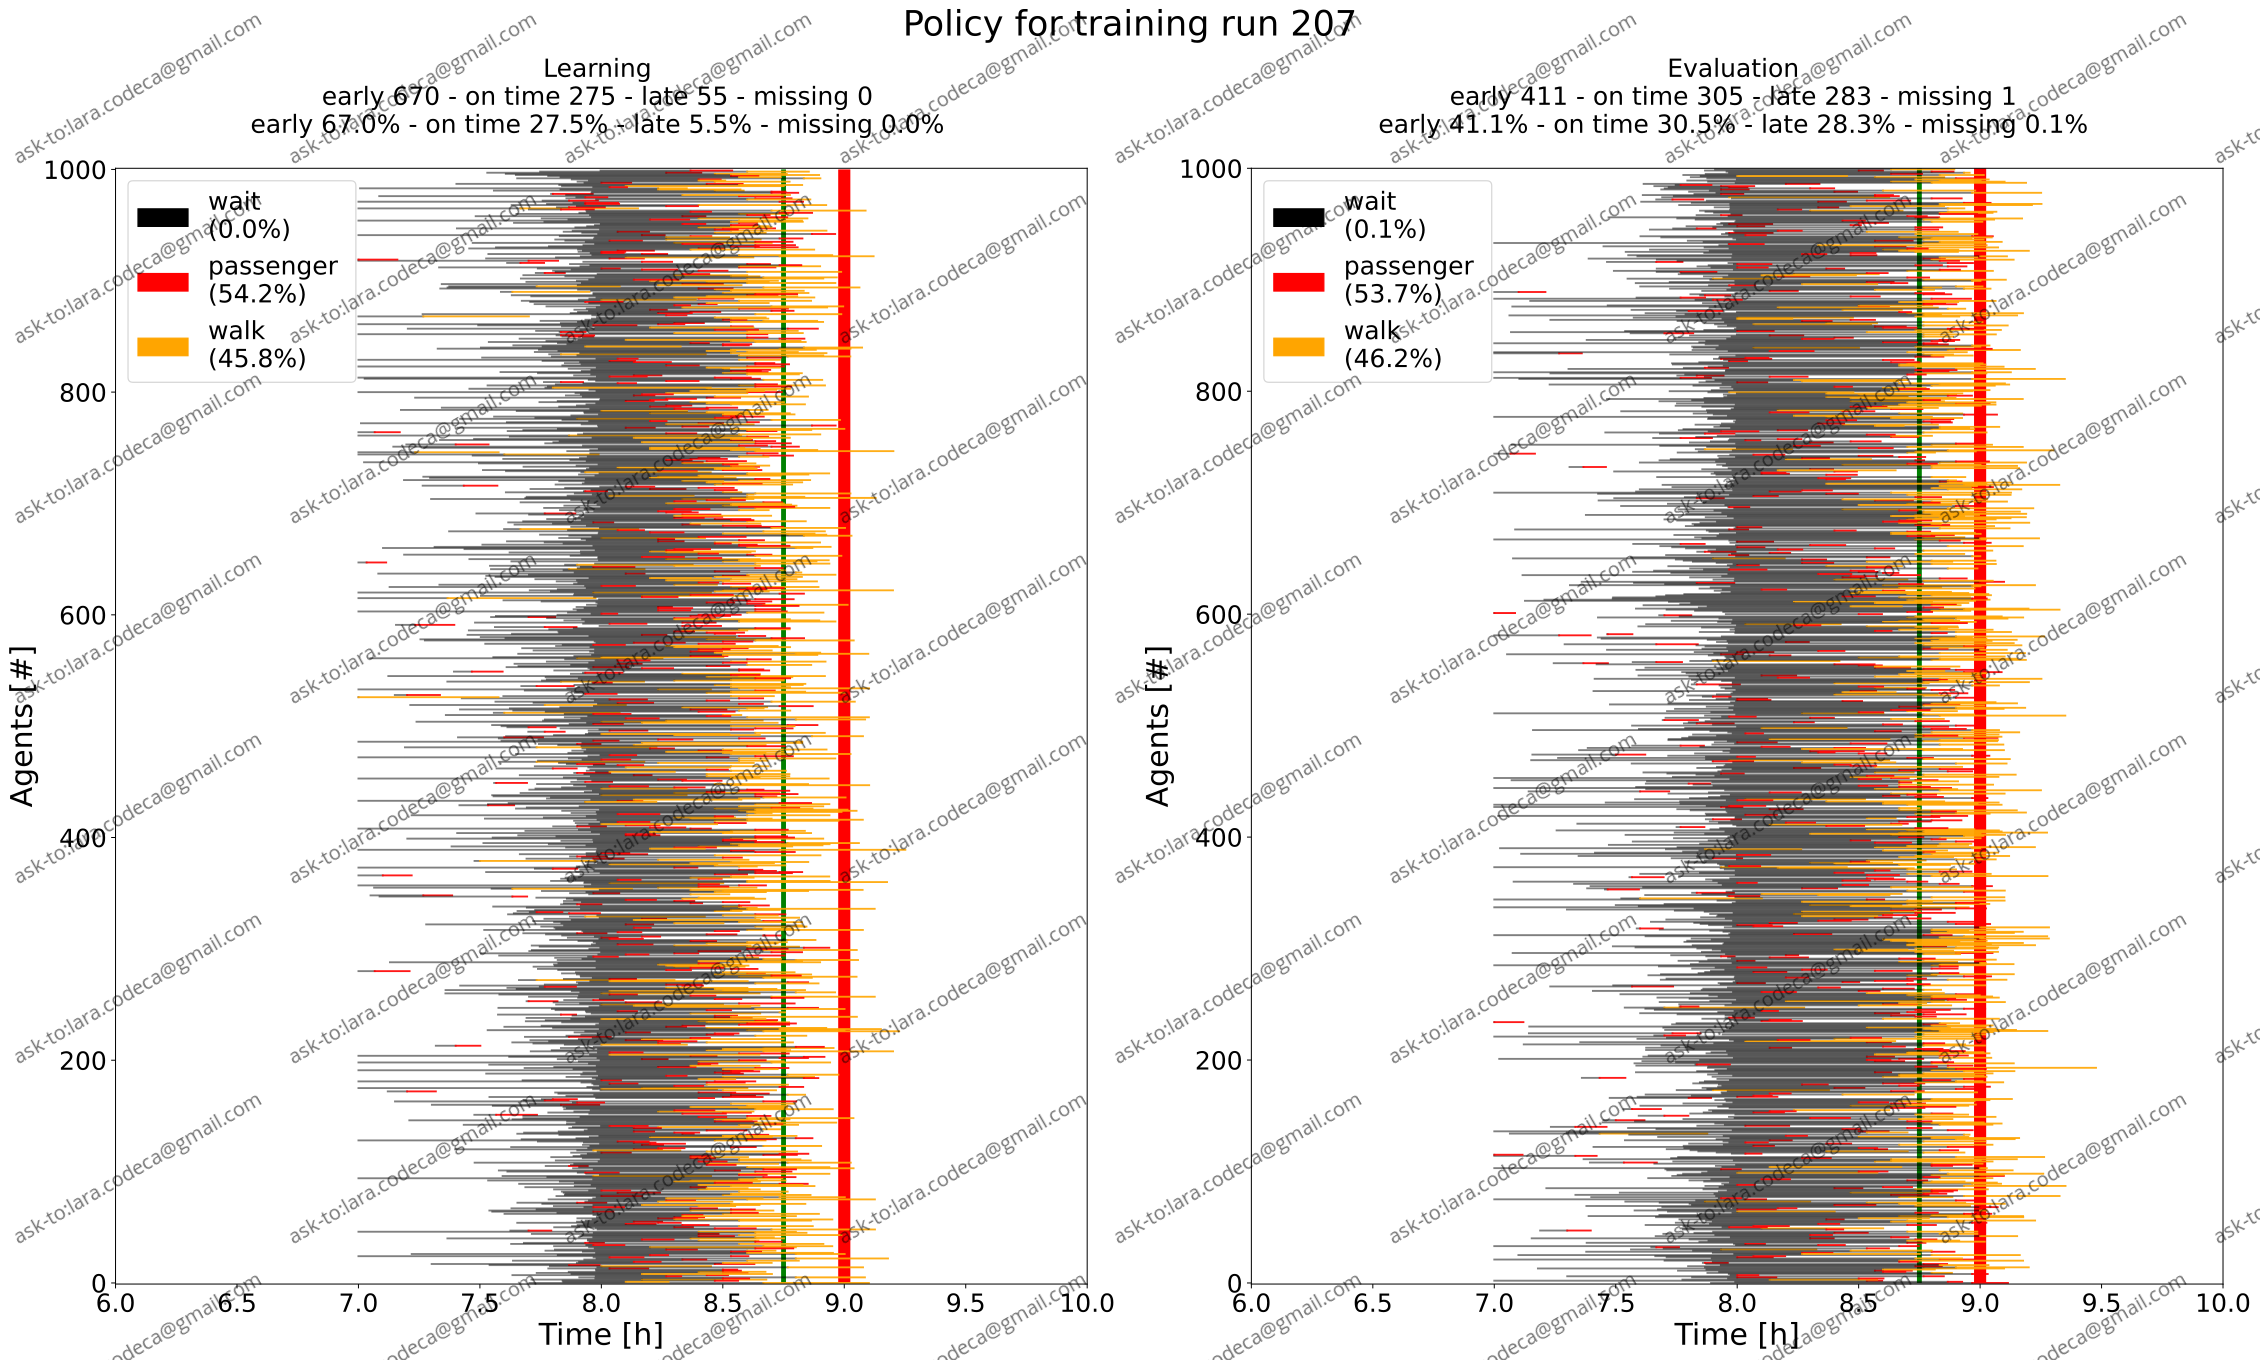 Policy for training run 207
Learning
early 670 - on time 275 - late 55 - missing 0
early 67.0% - on time 27.5% - late 5.5% - missing 0.0%
1000
800
600
400
200
0
Agents [#]
wait
(0.0%)
passenger
(54.2%)
walk
(45.8%)
6.0 6.5 7.0 7.5 8.0 8.5 9.0 9.5 10.0
Time [h]
Evaluation
early 411 - on time 305 - late 283 - missing 1
early 41.1% - on time 30.5% - late 28.3% - missing 0.1%
1000
800
600
400
200
0
Agents [#]
wait
(0.1%)
passenger
(53.7%)
walk
(46.2%)
6.0 6.5 7.0 7.5 8.0 8.5 9.0 9.5 10.0
Time [h]
ask-to:lara.codeca@gmail.com